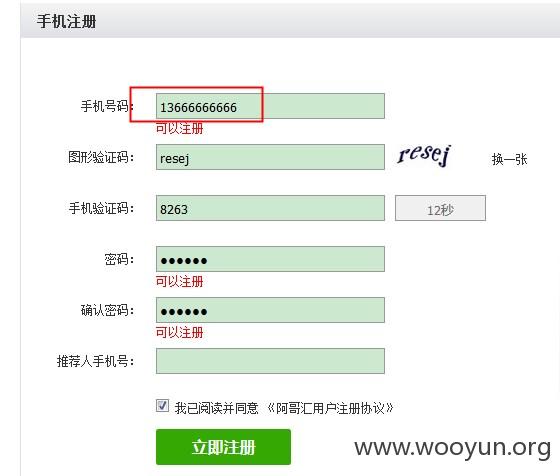 手机注册
手机号码： 13666666666
可以注册
图形验证码： resej resej 换一张
手机验证码： 8263 12秒
密码： ●●●●●●
可以注册
确认密码： ●●●●●●
可以注册
推荐人手机号：
我已阅读并同意 《阿哥汇用户注册协议》
立即注册
www.wooyun.org